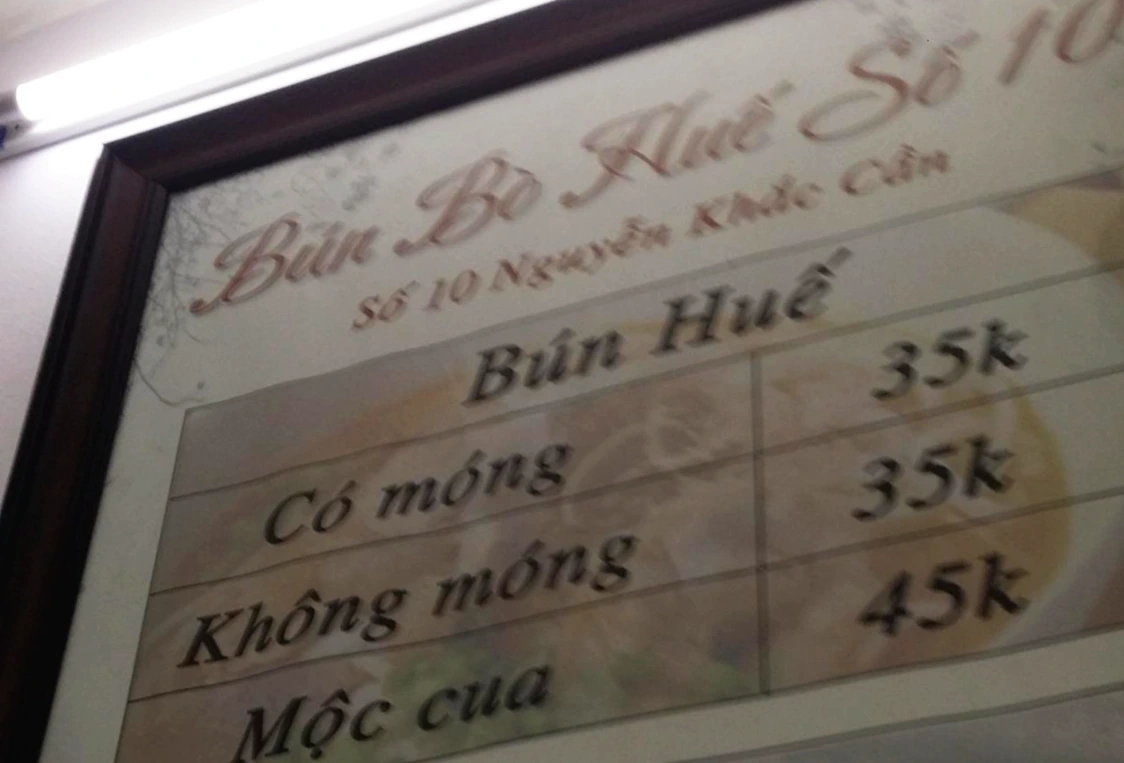 Bún Bò Huế Số 10
Số 10 Nguyễn Khắc Cần
Bún Huế
Có móng 35k
Không móng 35k
Mộc cua 45k